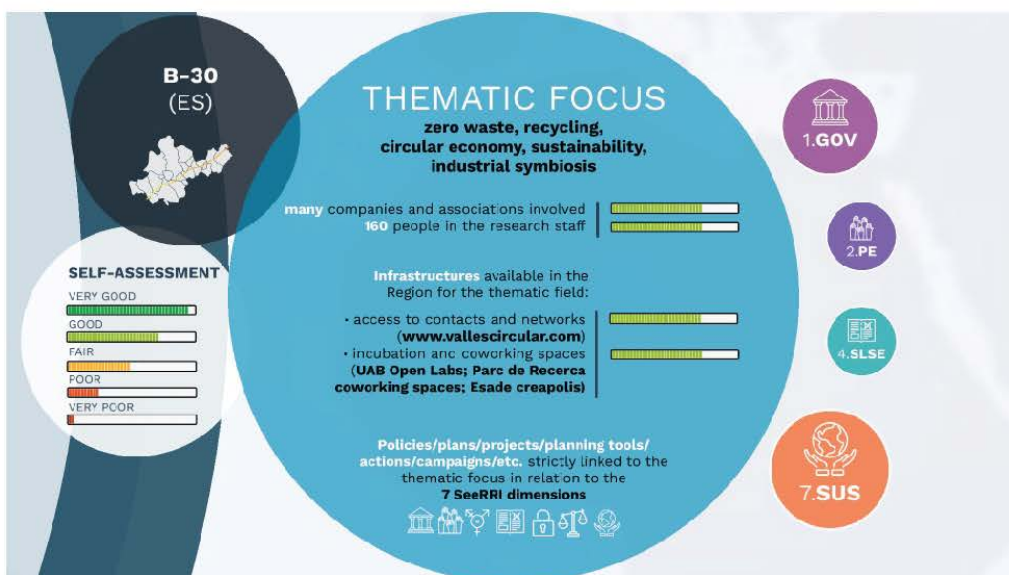 B-30
(ES)
SELF-ASSESSMENT
VERY GOOD
GOOD
FAIR
POOR
VERY POOR
THEMATIC FOCUS
zero waste, recycling,
circular economy, sustainability,
industrial symbiosis
many companies and associations involved
160 people in the research staff
Infrastructures available in the
Region for the thematic field:
• access to contacts and networks
(www.vallescircular.com)
• incubation and coworking spaces
(UAB Open Labs; Parc de Recerca
coworking spaces; Esade creapolis)
Policies/plans/projects/planning tools/
actions/campaigns/etc. strictly linked to the
thematic focus in relation to the
7 SeeRRI dimensions
1.GOV
2.PE
4.SLSE
7.SUS